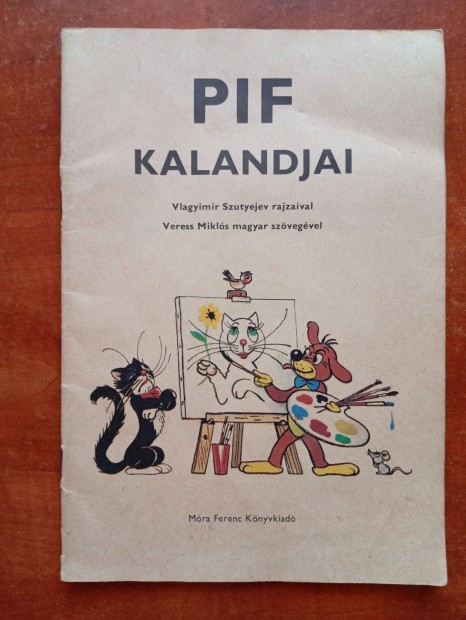 PIF
KALANDJAI
Vlagyimir Szutyejev rajzaival
Veress Miklós magyar szövegével
Móra Ferenc Könyvkiadó